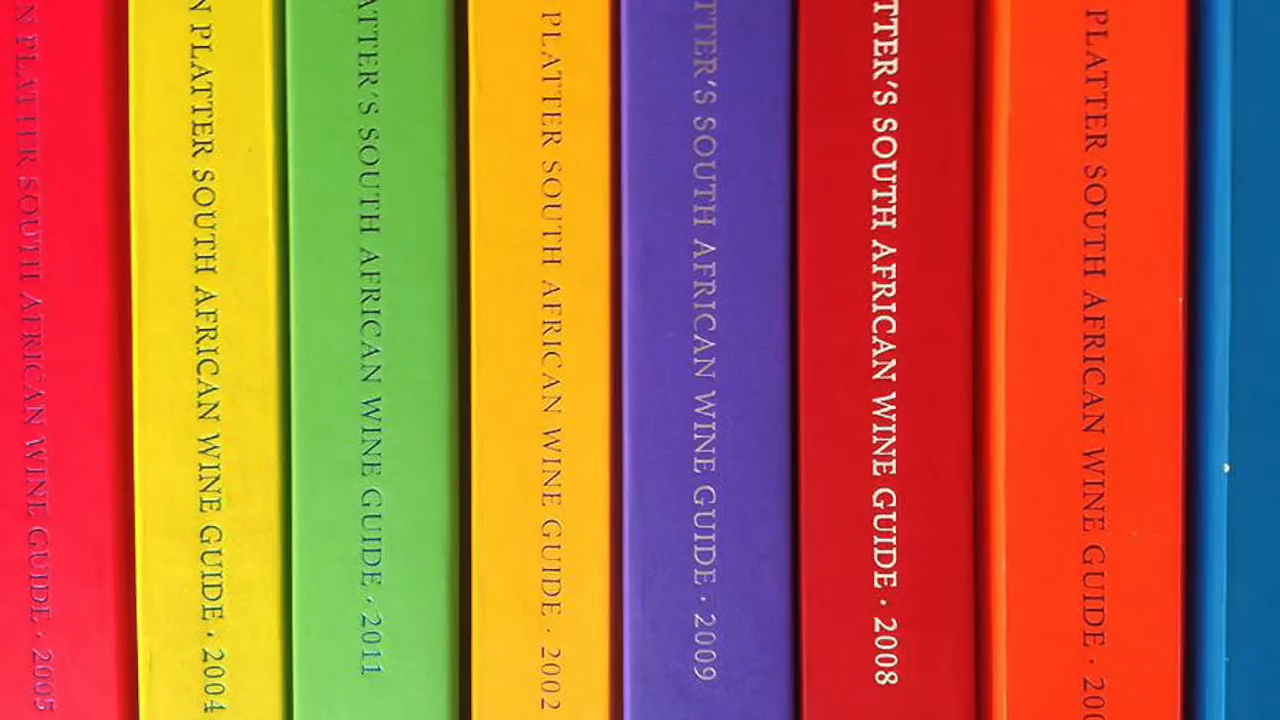 N PLATTER SOUTH AFRICAN WINE GUIDE · 2005
N PLATTER SOUTH AFRICAN WINE GUIDE · 2004
ATTER'S SOUTH AFRICAN WINE GUIDE · 2011
PLATTER SOUTH AFRICAN WINE GUIDE · 2002
TTER'S SOUTH AFRICAN WINE GUIDE · 2009
TTER'S SOUTH AFRICAN WINE GUIDE · 2008
PLATTER SOUTH AFRICAN WINE GUIDE · 200